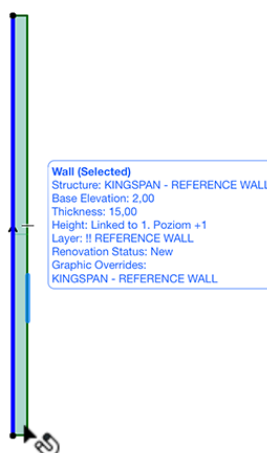 Wall (Selected)
Structure: KINGSPAN - REFERENCE WALL
Base Elevation: 2,00
Thickness: 15,00
Height: Linked to 1. Poziom +1
Layer: !! REFERENCE WALL
Renovation Status: New
Graphic Overrides:
KINGSPAN - REFERENCE WALL